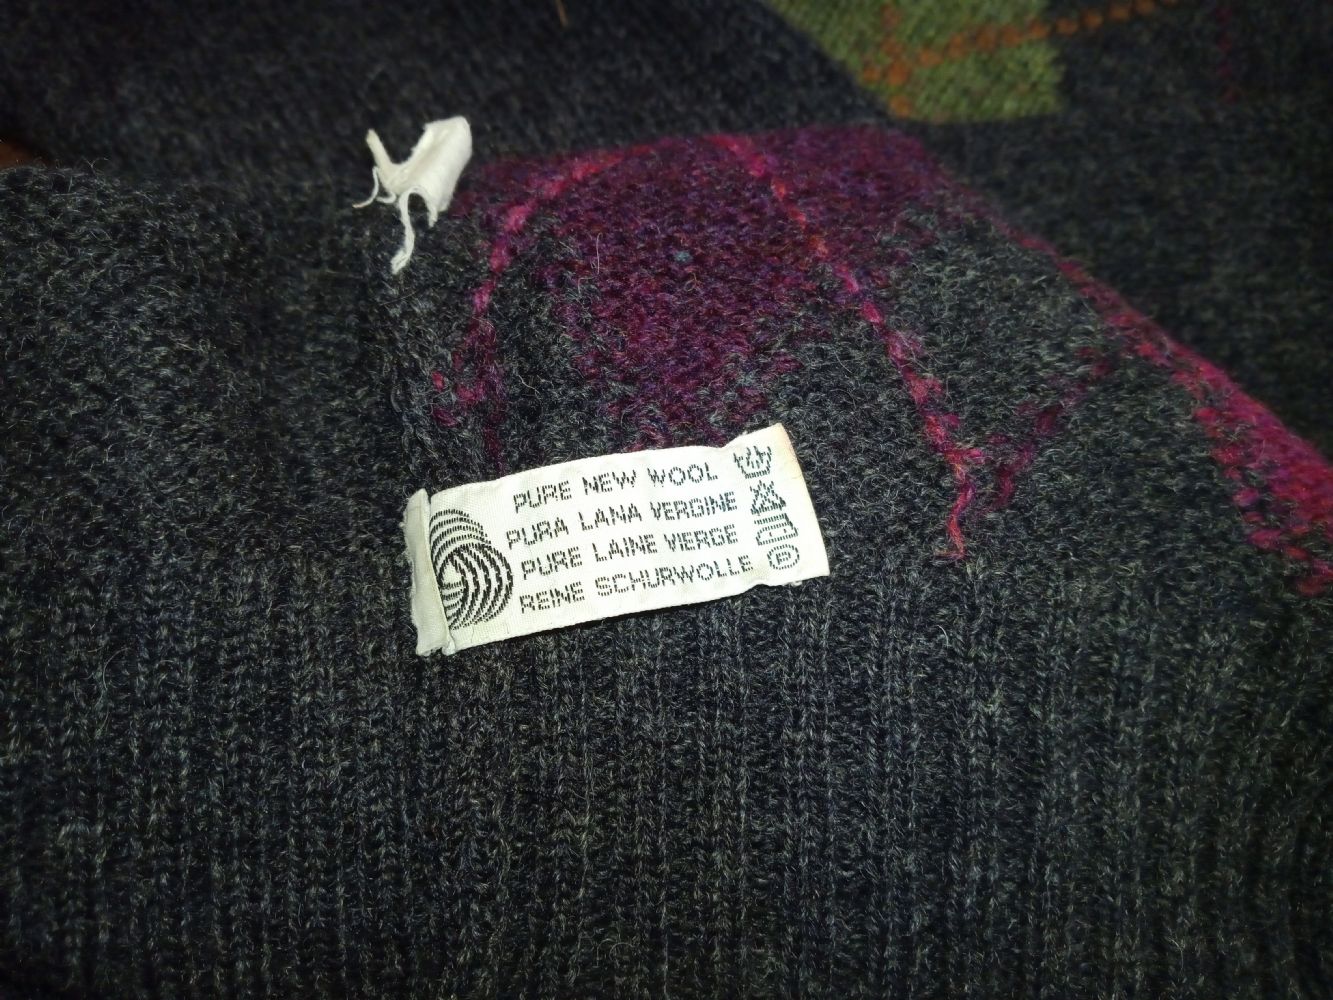 PURE NEW WOOL
PURA LANA VERGINE
PURE LAINE VIERGE
REINE SCHURWOLLE